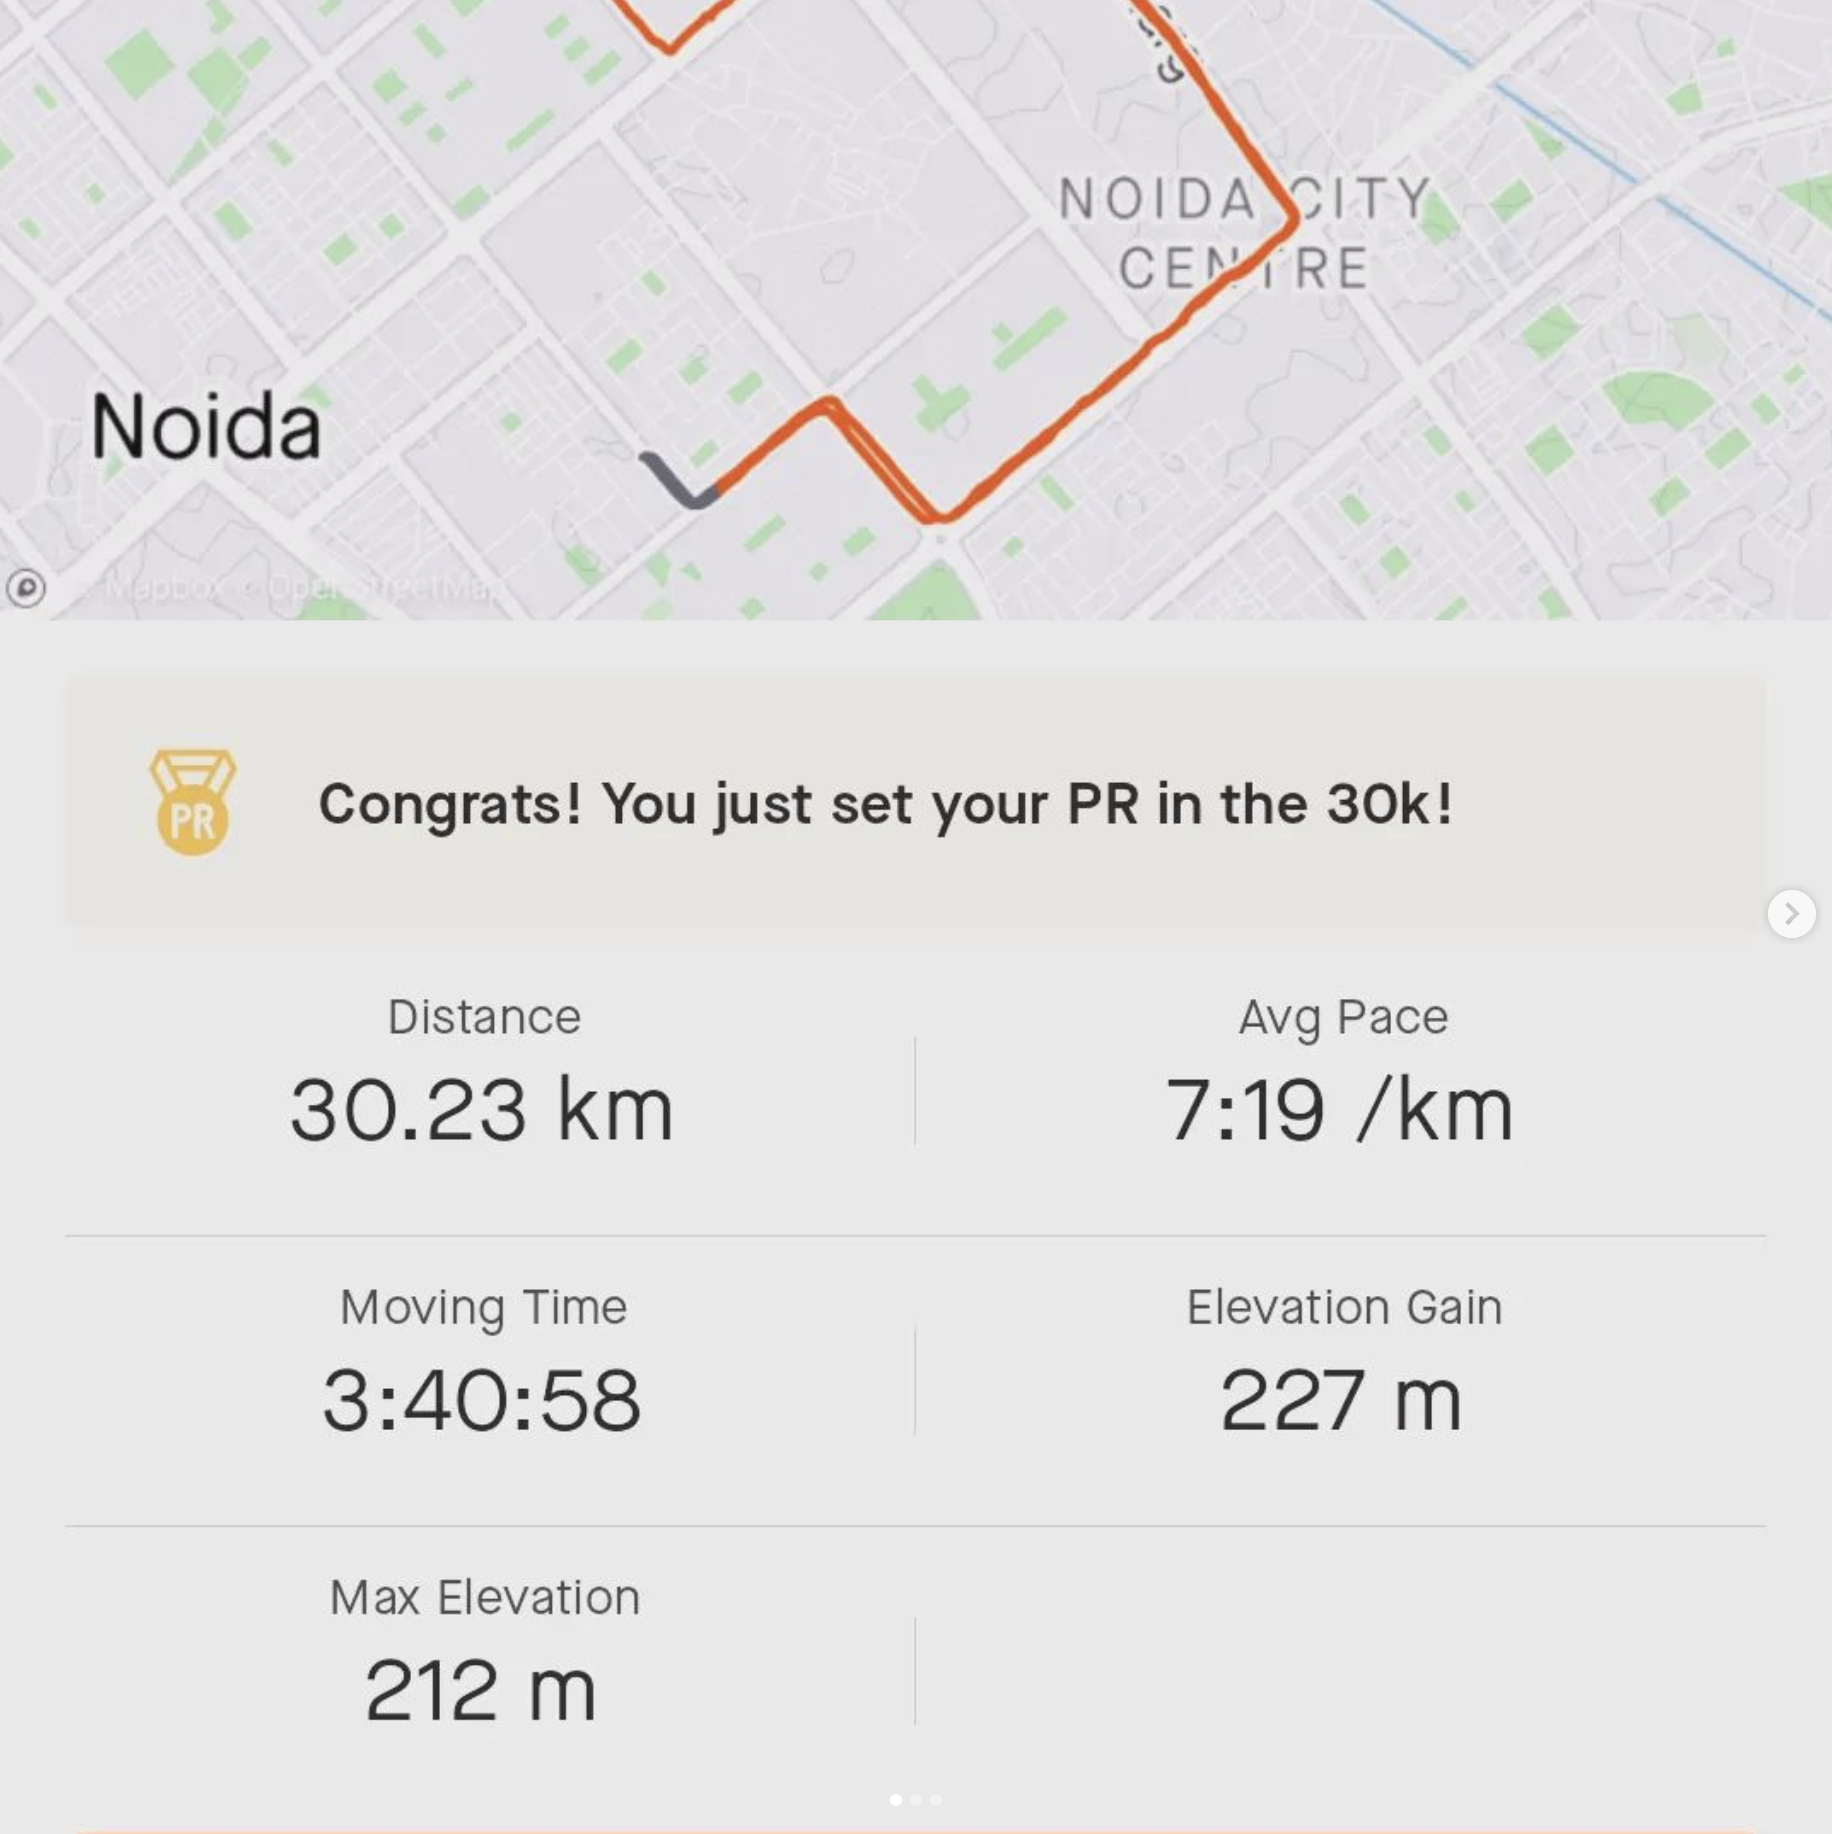 NOIDA CITY
CENTRE
Noida
Mapbox © OpenStreetMap
PR
Congrats! You just set your PR in the 30k!
Distance
30.23 km
Avg Pace
7:19 /km
Moving Time
3:40:58
Elevation Gain
227 m
Max Elevation
212 m